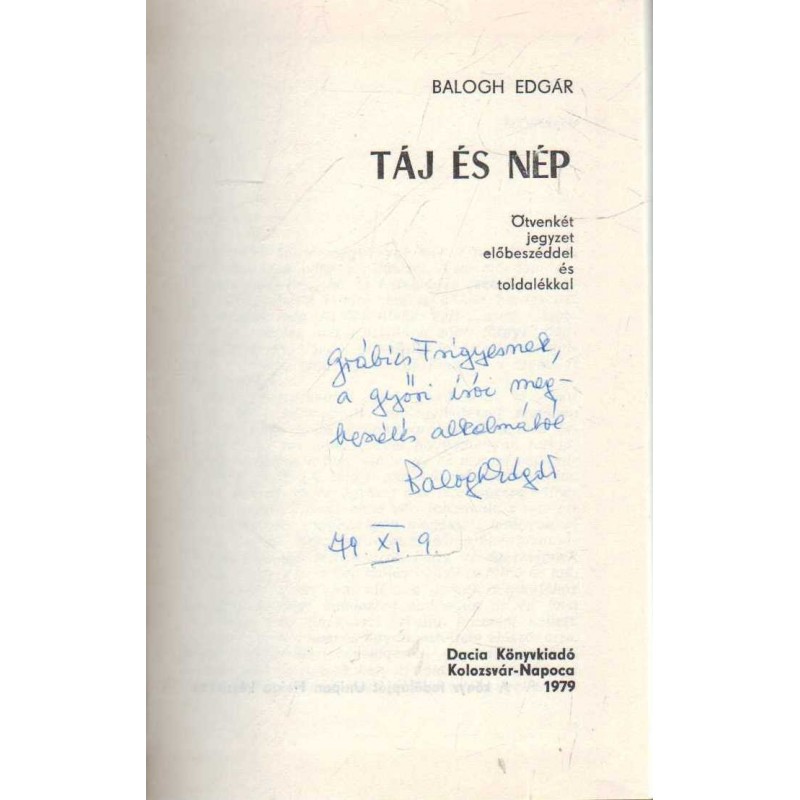 BALOGH EDGÁR
TÁJ ÉS NÉP
Ötvenkét
jegyzet
előbeszéddel
és
toldalékkal
Grábics Frigyesnek,
a győri írói meg-
beszélés alkalmából
Balogh Edgár
79. XI. 9.
Dacia Könyvkiadó
Kolozsvár-Napoca
1979